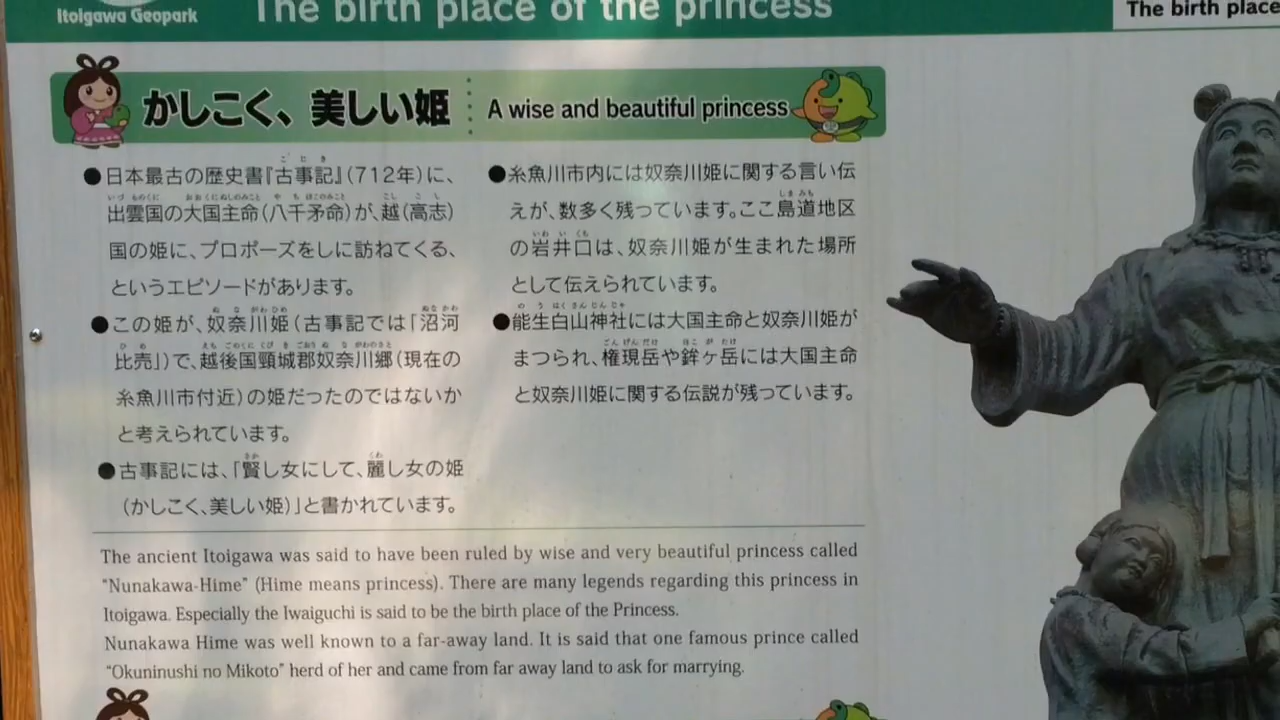 Itoigawa Geopark
The birth place of the princess
The birth place
かしこく、美しい姫
A wise and beautiful princess
●日本最古の歴史書『古事記』(712年)に、
出雲国の大国主命(八千矛命)が、越(高志)
国の姫に、プロポーズをしに訪ねてくる、
というエピソードがあります。
●この姫が、奴奈川姫(古事記では「沼河
比売」)で、越後国頸城郡奴奈川郷(現在の
糸魚川市付近)の姫だったのではないか
と考えられています。
●古事記には、「賢し女にして、麗し女の姫
(かしこく、美しい姫)」と書かれています。
●糸魚川市内には奴奈川姫に関する言い伝
えが、数多く残っています。ここ島道地区
の岩井口は、奴奈川姫が生まれた場所
として伝えられています。
●能生白山神社には大国主命と奴奈川姫が
まつられ、権現岳や鉾ヶ岳には大国主命
と奴奈川姫に関する伝説が残っています。
The ancient Itoigawa was said to have been ruled by wise and very beautiful princess called
"Nunakawa-Hime" (Hime means princess). There are many legends regarding this princess in
Itoigawa. Especially the Iwaiguchi is said to be the birth place of the Princess.
Nunakawa Hime was well known to a far-away land. It is said that one famous prince called
"Okuninushi no Mikoto" herd of her and came from far away land to ask for marrying.